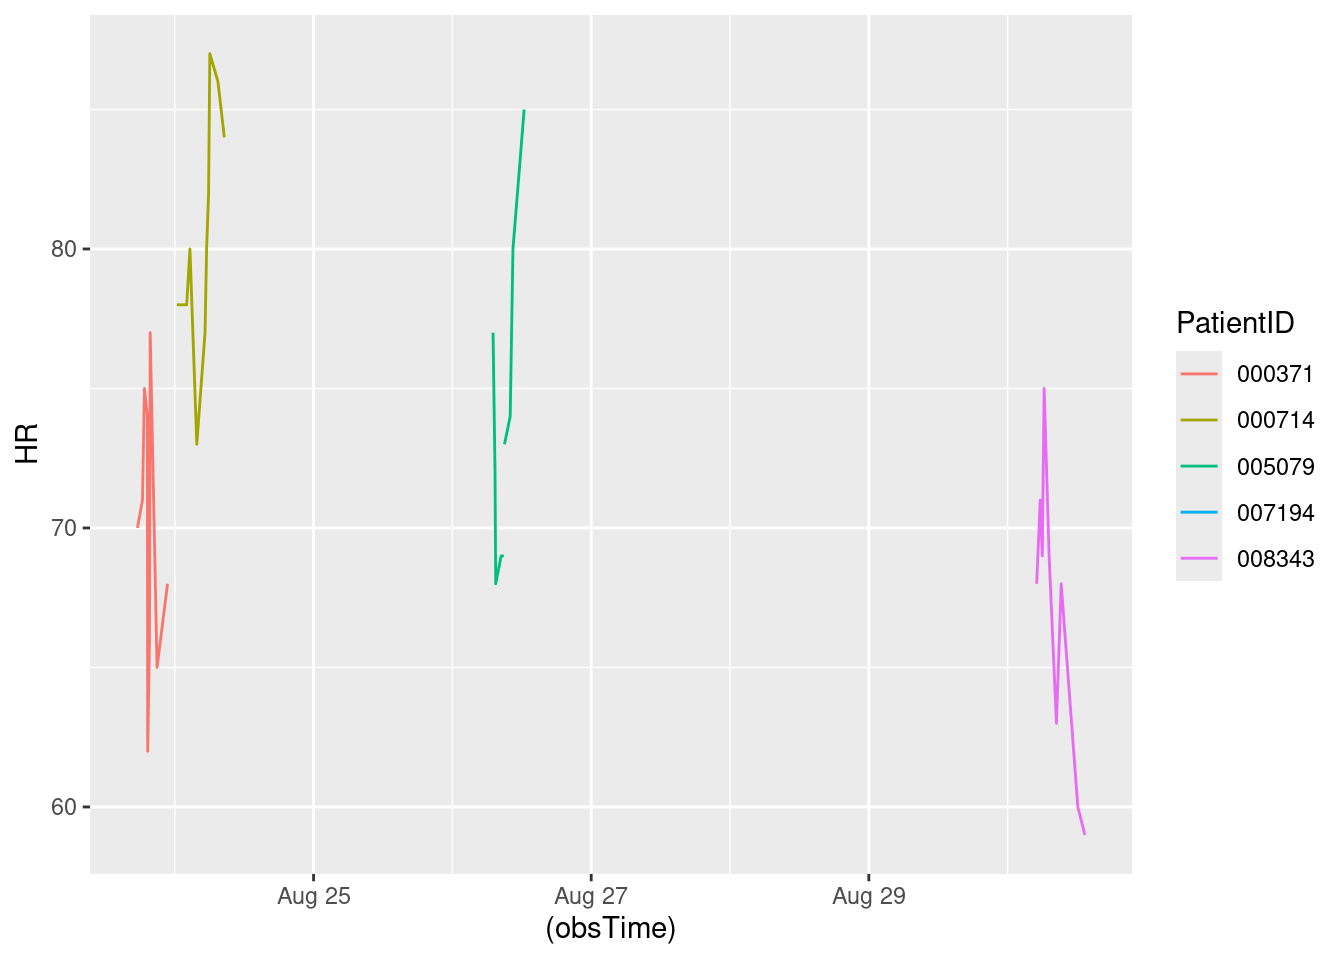 HR
80
70
60
Aug 25
Aug 27
Aug 29
(obsTime)
PatientID
000371
000714
005079
007194
008343